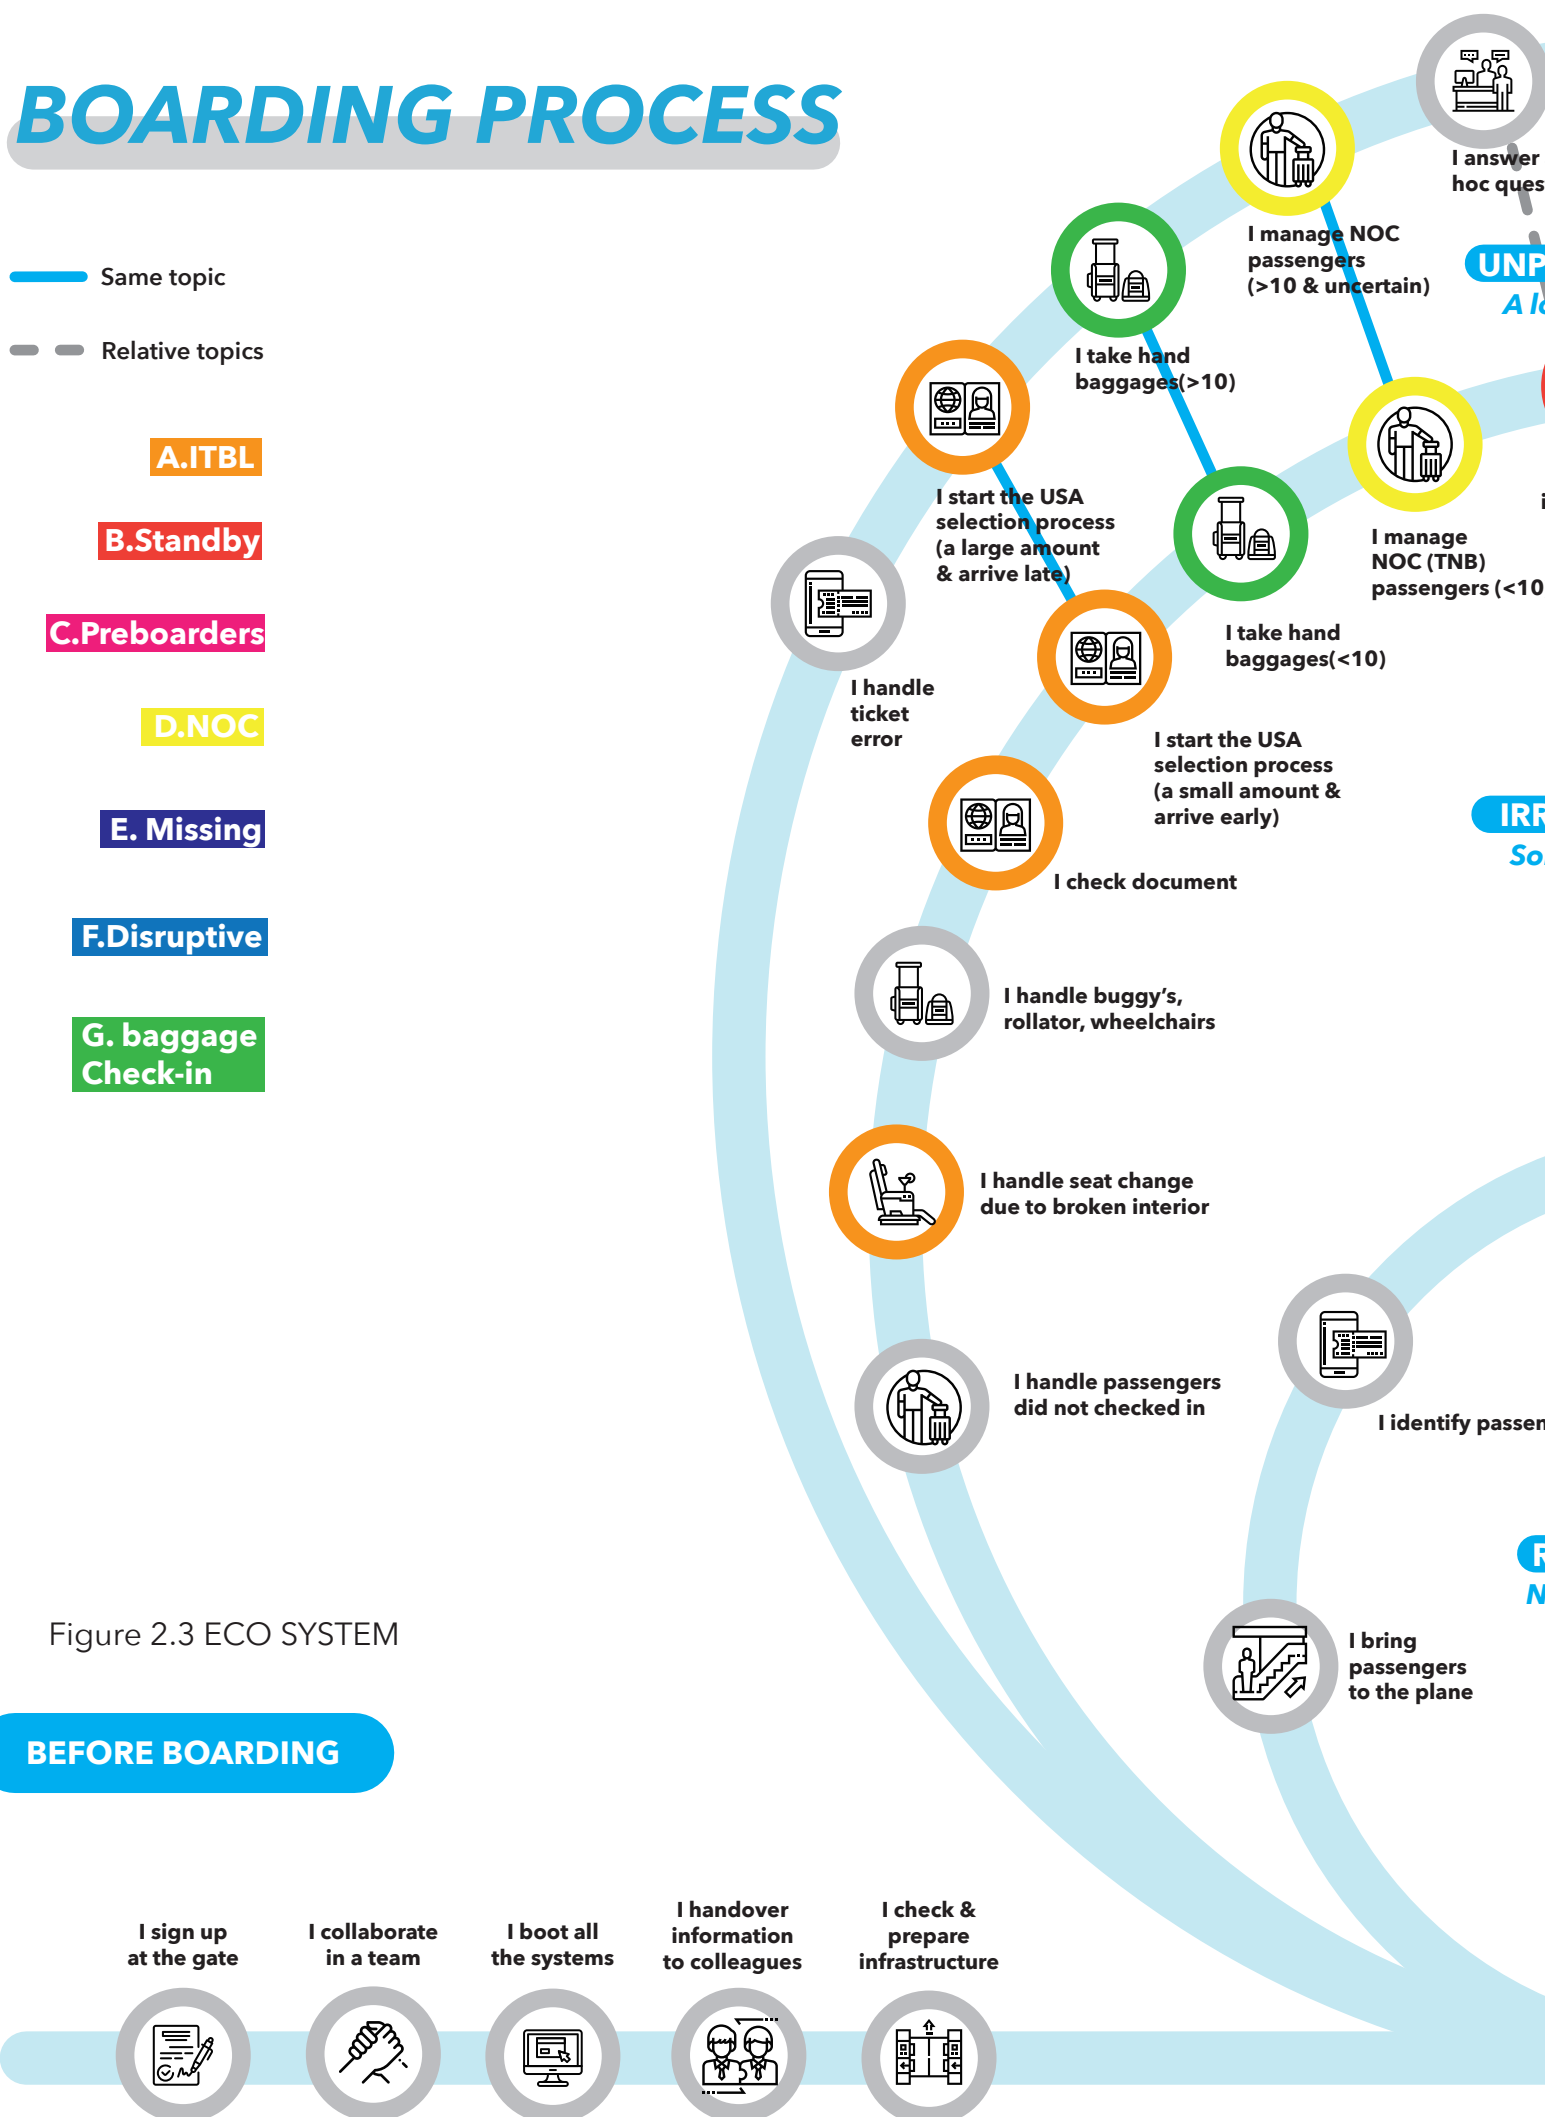 BOARDING PROCESS
Same topic
Relative topics
A.ITBL
B.Standby
C.Preboarders
D.NOC
E. Missing
F.Disruptive
G. baggage
Check-in
I answer
hoc ques
I manage NOC
passengers
(>10 & uncertain)
UNP
A lo
I take hand
baggages(>10)
I start the USA
selection process
(a large amount
& arrive late)
I manage
NOC (TNB)
passengers (<10
I take hand
baggages(<10)
I handle
ticket
error
I start the USA
selection process
(a small amount &
arrive early)
IRR
So
I check document
I handle buggy's,
rollator, wheelchairs
I handle seat change
due to broken interior
I handle passengers
did not checked in
I identify passen
R
N
I bring
passengers
to the plane
Figure 2.3 ECO SYSTEM
BEFORE BOARDING
I sign up
at the gate
I collaborate
in a team
I boot all
the systems
I handover
information
to colleagues
I check &
prepare
infrastructure